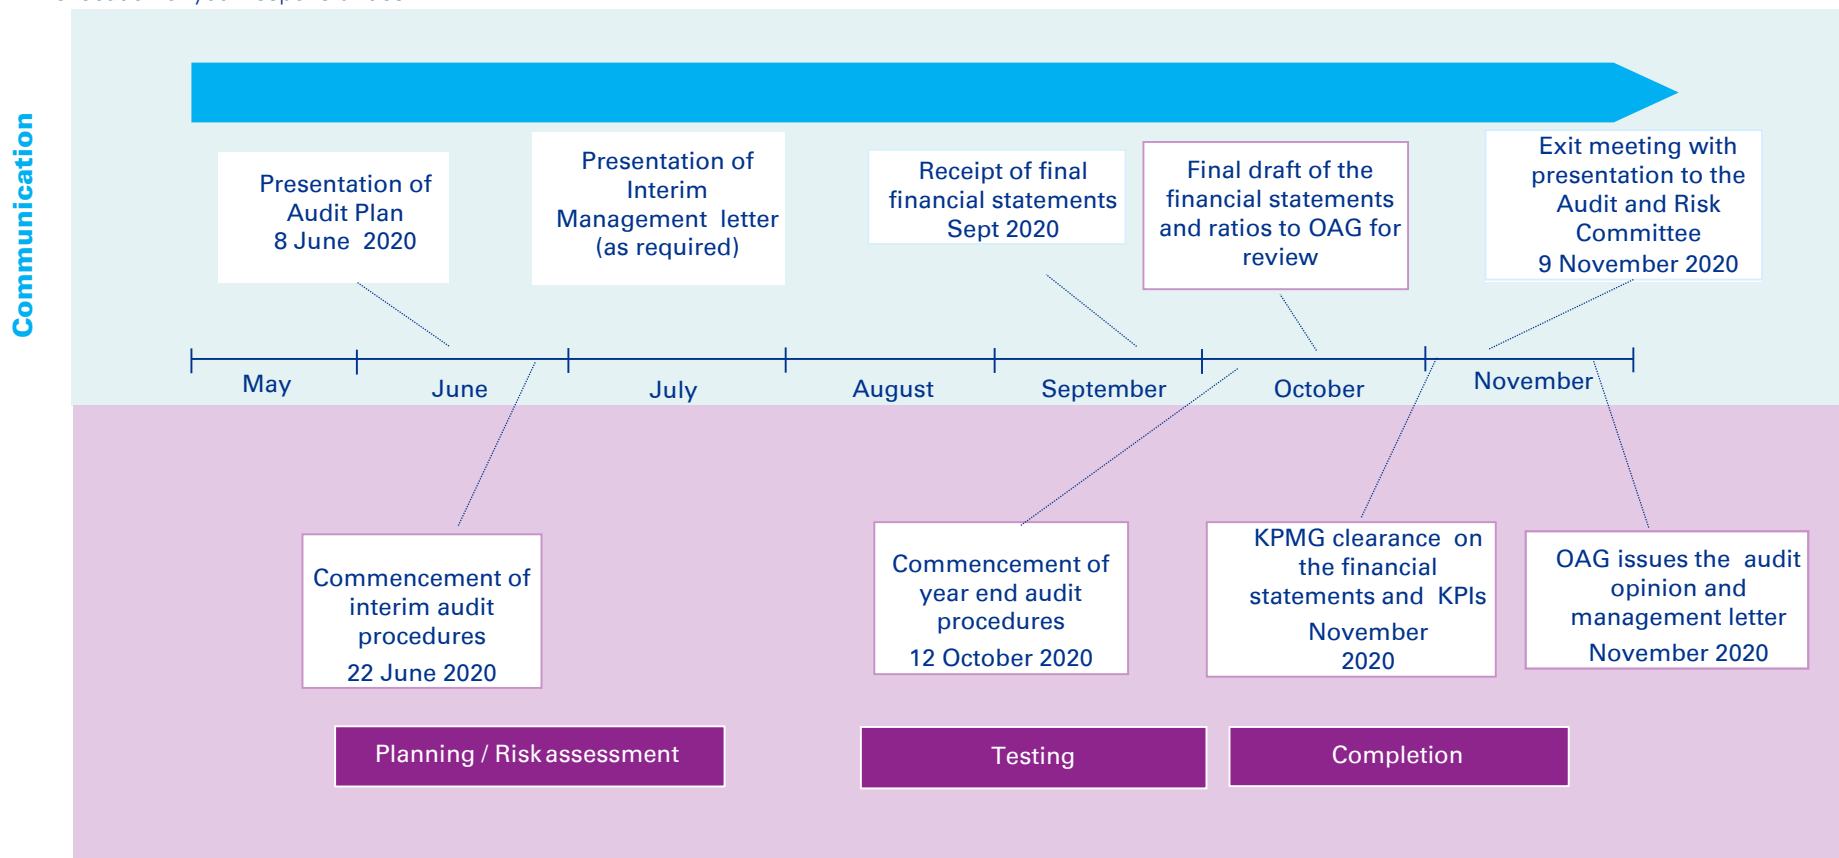 Communication
Presentation of
Audit Plan
8 June 2020
Presentation of
Interim
Management letter
(as required)
Receipt of final
financial statements
Sept 2020
Final draft of the
financial statements
and ratios to OAG for
review
Exit meeting with
presentation to the
Audit and Risk
Committee
9 November 2020
May
June
July
August
September
October
November
Commencement of
interim audit
procedures
22 June 2020
Commencement of
year end audit
procedures
12 October 2020
KPMG clearance on
the financial
statements and KPIs
November
2020
OAG issues the audit
opinion and
management letter
November 2020
Planning / Risk assessment
Testing
Completion